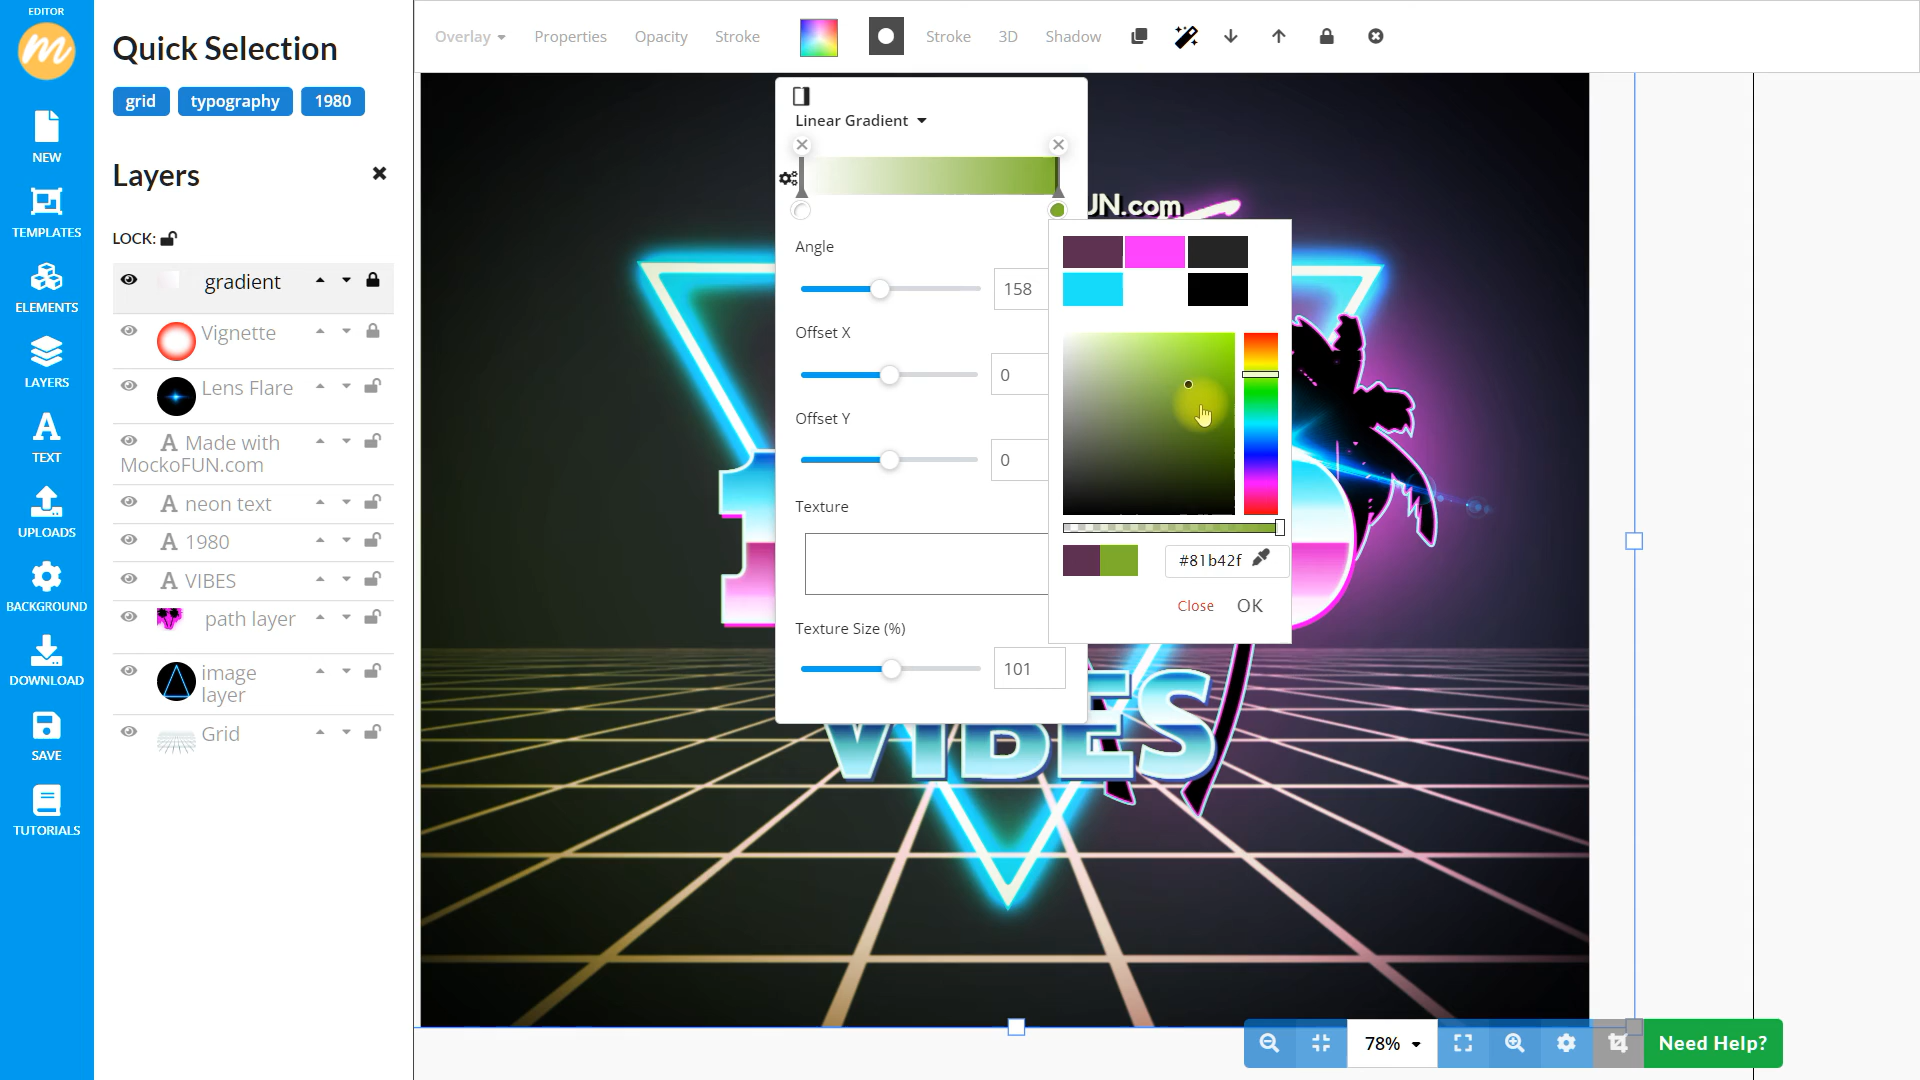 EDITOR
m
NEW
TEMPLATES
ELEMENTS
LAYERS
TEXT
UPLOADS
BACKGROUND
DOWNLOAD
SAVE
TUTORIALS
Quick Selection
grid typography 1980
Layers
LOCK:
gradient
Vignette
Lens Flare
A Made with
MockoFUN.com
A neon text
A 1980
A VIBES
path layer
image
layer
Grid
Overlay Properties Opacity Stroke Stroke 3D Shadow
Linear Gradient
Angle
158
Offset X
0
Offset Y
0
Texture
Texture Size (%)
101
#81b42f
Close OK
UN.com
VIBES
78%
Need Help?